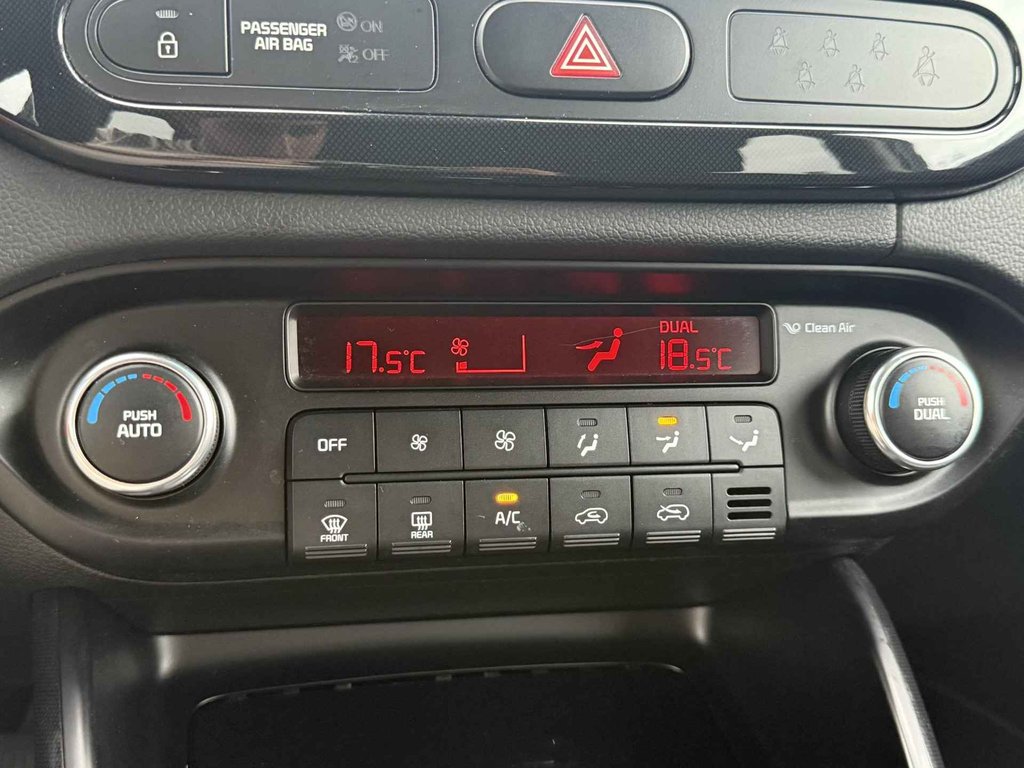 PASSENGER
AIR BAG
ON
OFF
17.5°C
DUAL
18.5°C
Clean Air
PUSH
AUTO
PUSH
DUAL
OFF
FRONT
REAR
A/C